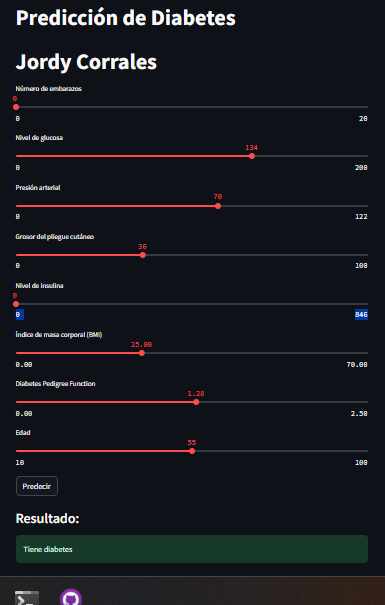 Predicción de Diabetes
Jordy Corrales
Número de embarazos
0
0 20
Nivel de glucosa
134
0 200
Presión arterial
70
0 122
Grosor del pliegue cutáneo
36
0 100
Nivel de insulina
0
0 846
Índice de masa corporal (BMI)
25.00
0.00 70.00
Diabetes Pedigree Function
1.28
0.00 2.50
Edad
55
10 100
Predecir
Resultado:
Tiene diabetes